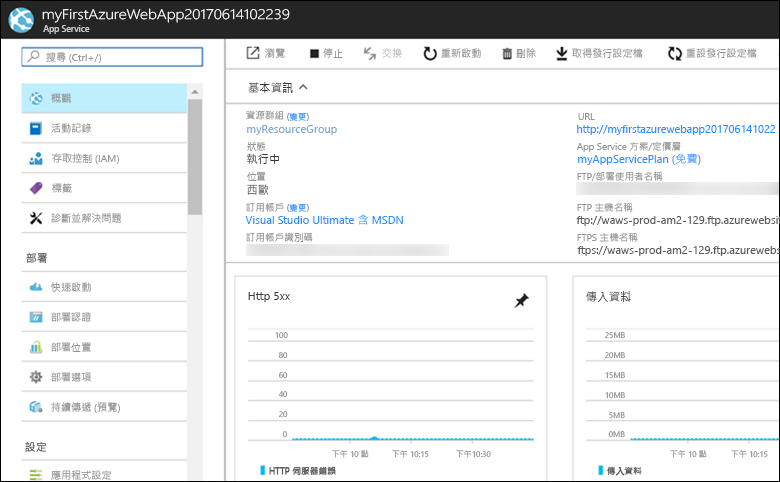 myFirstAzureWebApp20170614102239
App Service
搜尋 (Ctrl+/)
概觀
活動記錄
存取控制 (IAM)
標籤
診斷並解決問題
部署
快速啟動
部署認證
部署位置
部署選項
持續傳遞 (預覽)
設定
應用程式設定
瀏覽 停止 交換 重新啟動 刪除 取得發行設定檔 重設發行設定檔
基本資訊
資源群組 (變更)
myResourceGroup
狀態
執行中
位置
西歐
訂用帳戶 (變更)
Visual Studio Ultimate 含 MSDN
訂用帳戶識別碼
URL
http://myfirstazurewebapp201706141022
App Service 方案/定價層
myAppServicePlan (免費)
FTP/部署使用者名稱
FTP 主機名稱
ftp://waws-prod-am2-129.ftp.azurewebsi
FTPS 主機名稱
ftps://waws-prod-am2-129.ftp.azurewebs
Http 5xx
100
80
60
40
20
0
下午 10 點 下午 10:15 下午10:30
HTTP 伺服器錯誤
傳入資料
25MB
20MB
15MB
10MB
5MB
0MB
下午 10 點 下午 10:15
傳入資料